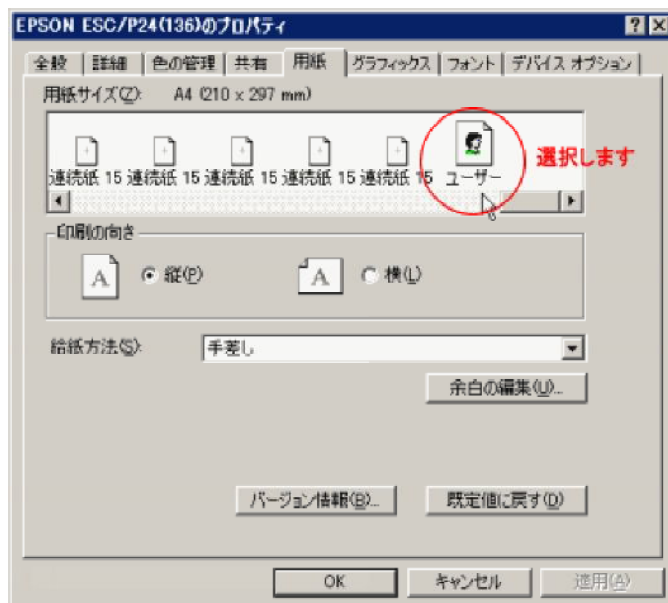 EPSON ESC/P24(136)のプロパティ
全般 詳細 色の管理 共有 用紙 グラフィックス フォント デバイス オプション
用紙サイズ(Z): A4 (210 x 297 mm)
連続紙 15 連続紙 15 連続紙 15 連続紙 15 連続紙 15 ユーザー
選択します
印刷の向き
A 縦(P) A 横(L)
給紙方法(S): 手差し
余白の編集(U)...
バージョン情報(B)... 既定値に戻す(D)
OK キャンセル 適用(A)